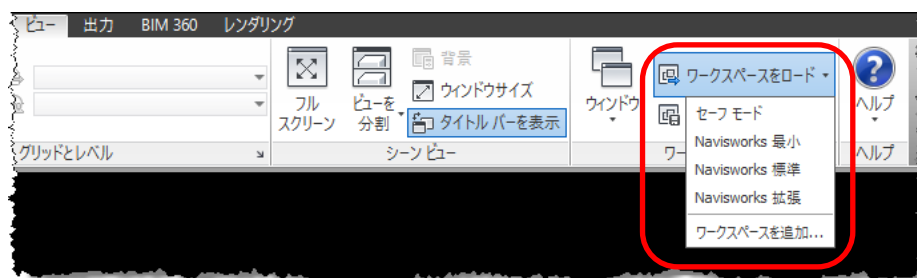 ビュー 出力 BIM 360 レンダリング
背景
ウィンドウサイズ
タイトル バーを表示
フル
スクリーン
ビューを
分割
ウィンドウ
ワークスペースをロード
セーフ モード
Navisworks 最小
Navisworks 標準
Navisworks 拡張
ワークスペースを追加...
ヘルプ
グリッドとレベル
シーン ビュー
ワー
ヘルプ